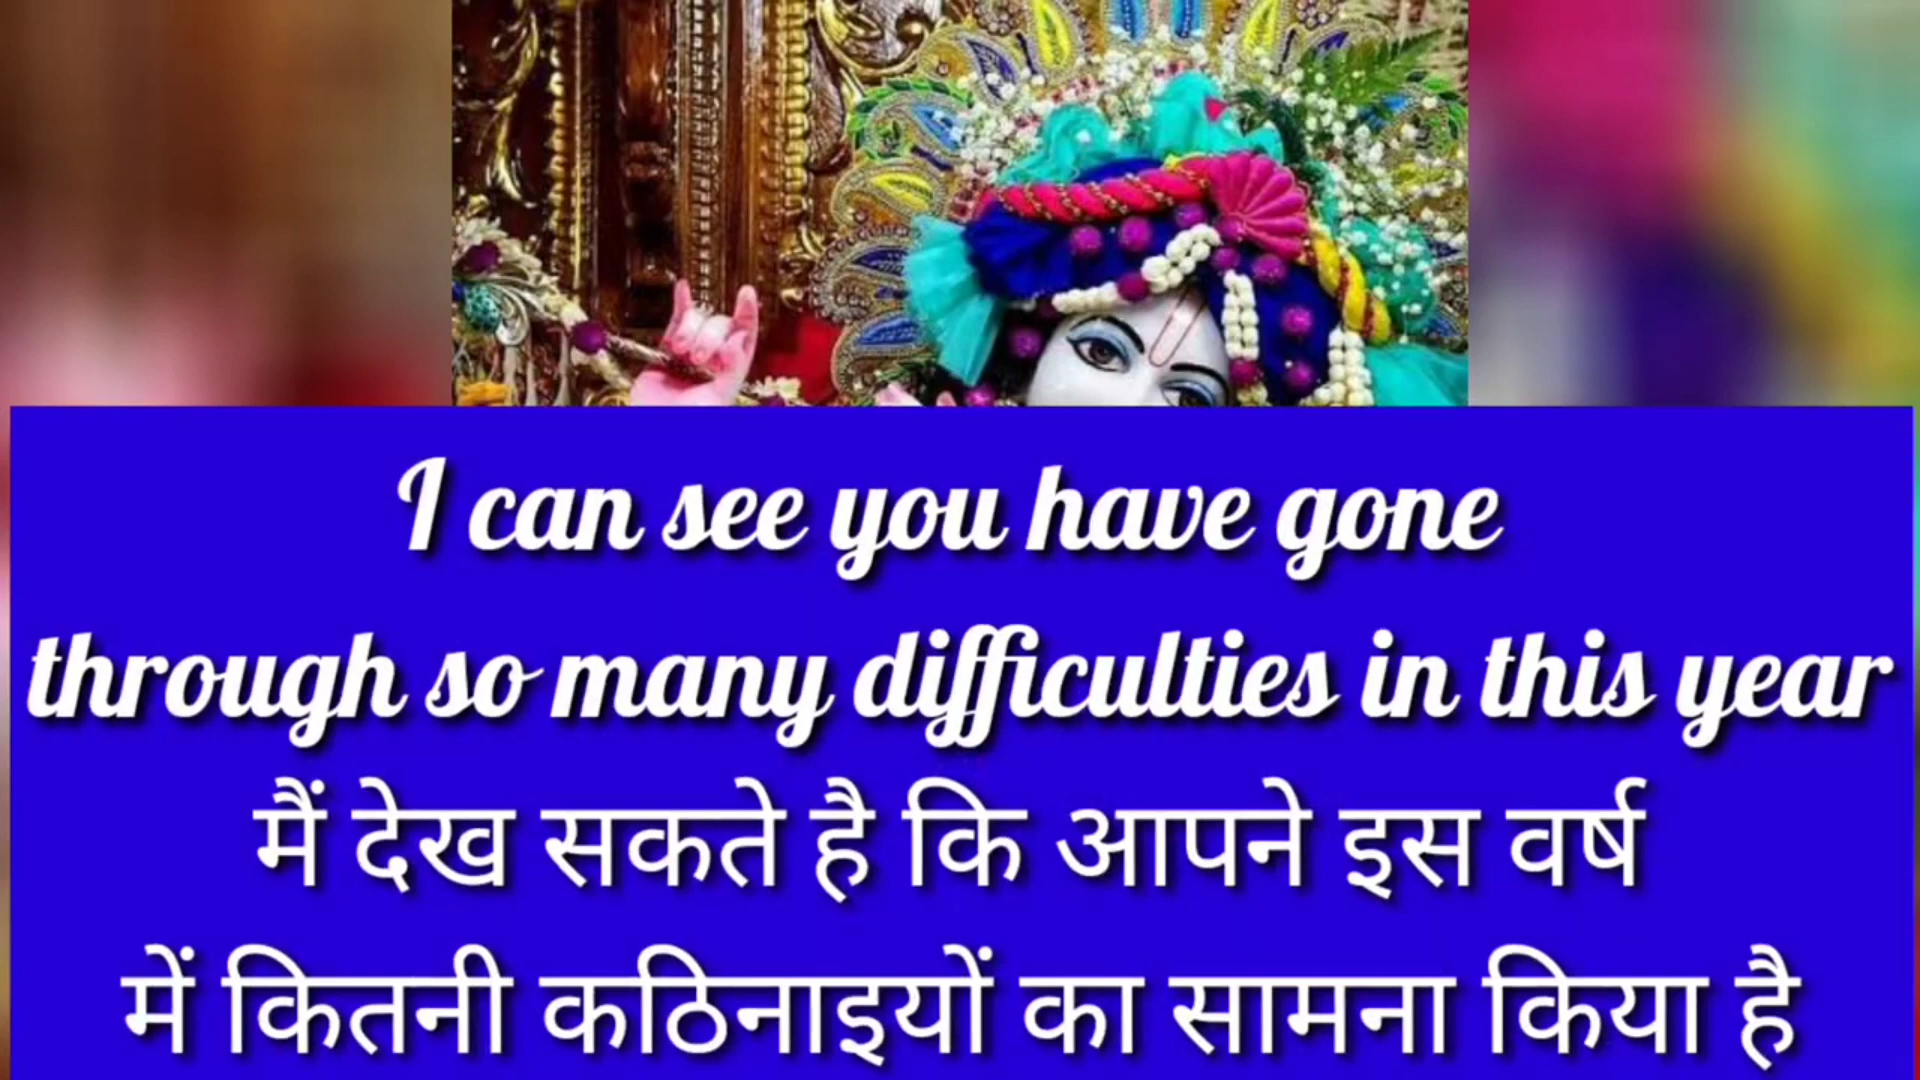 I can see you have gone
through so many difficulties in this year
मैं देख सकते है कि आपने इस वर्ष
में कितनी कठिनाइयों का सामना किया है